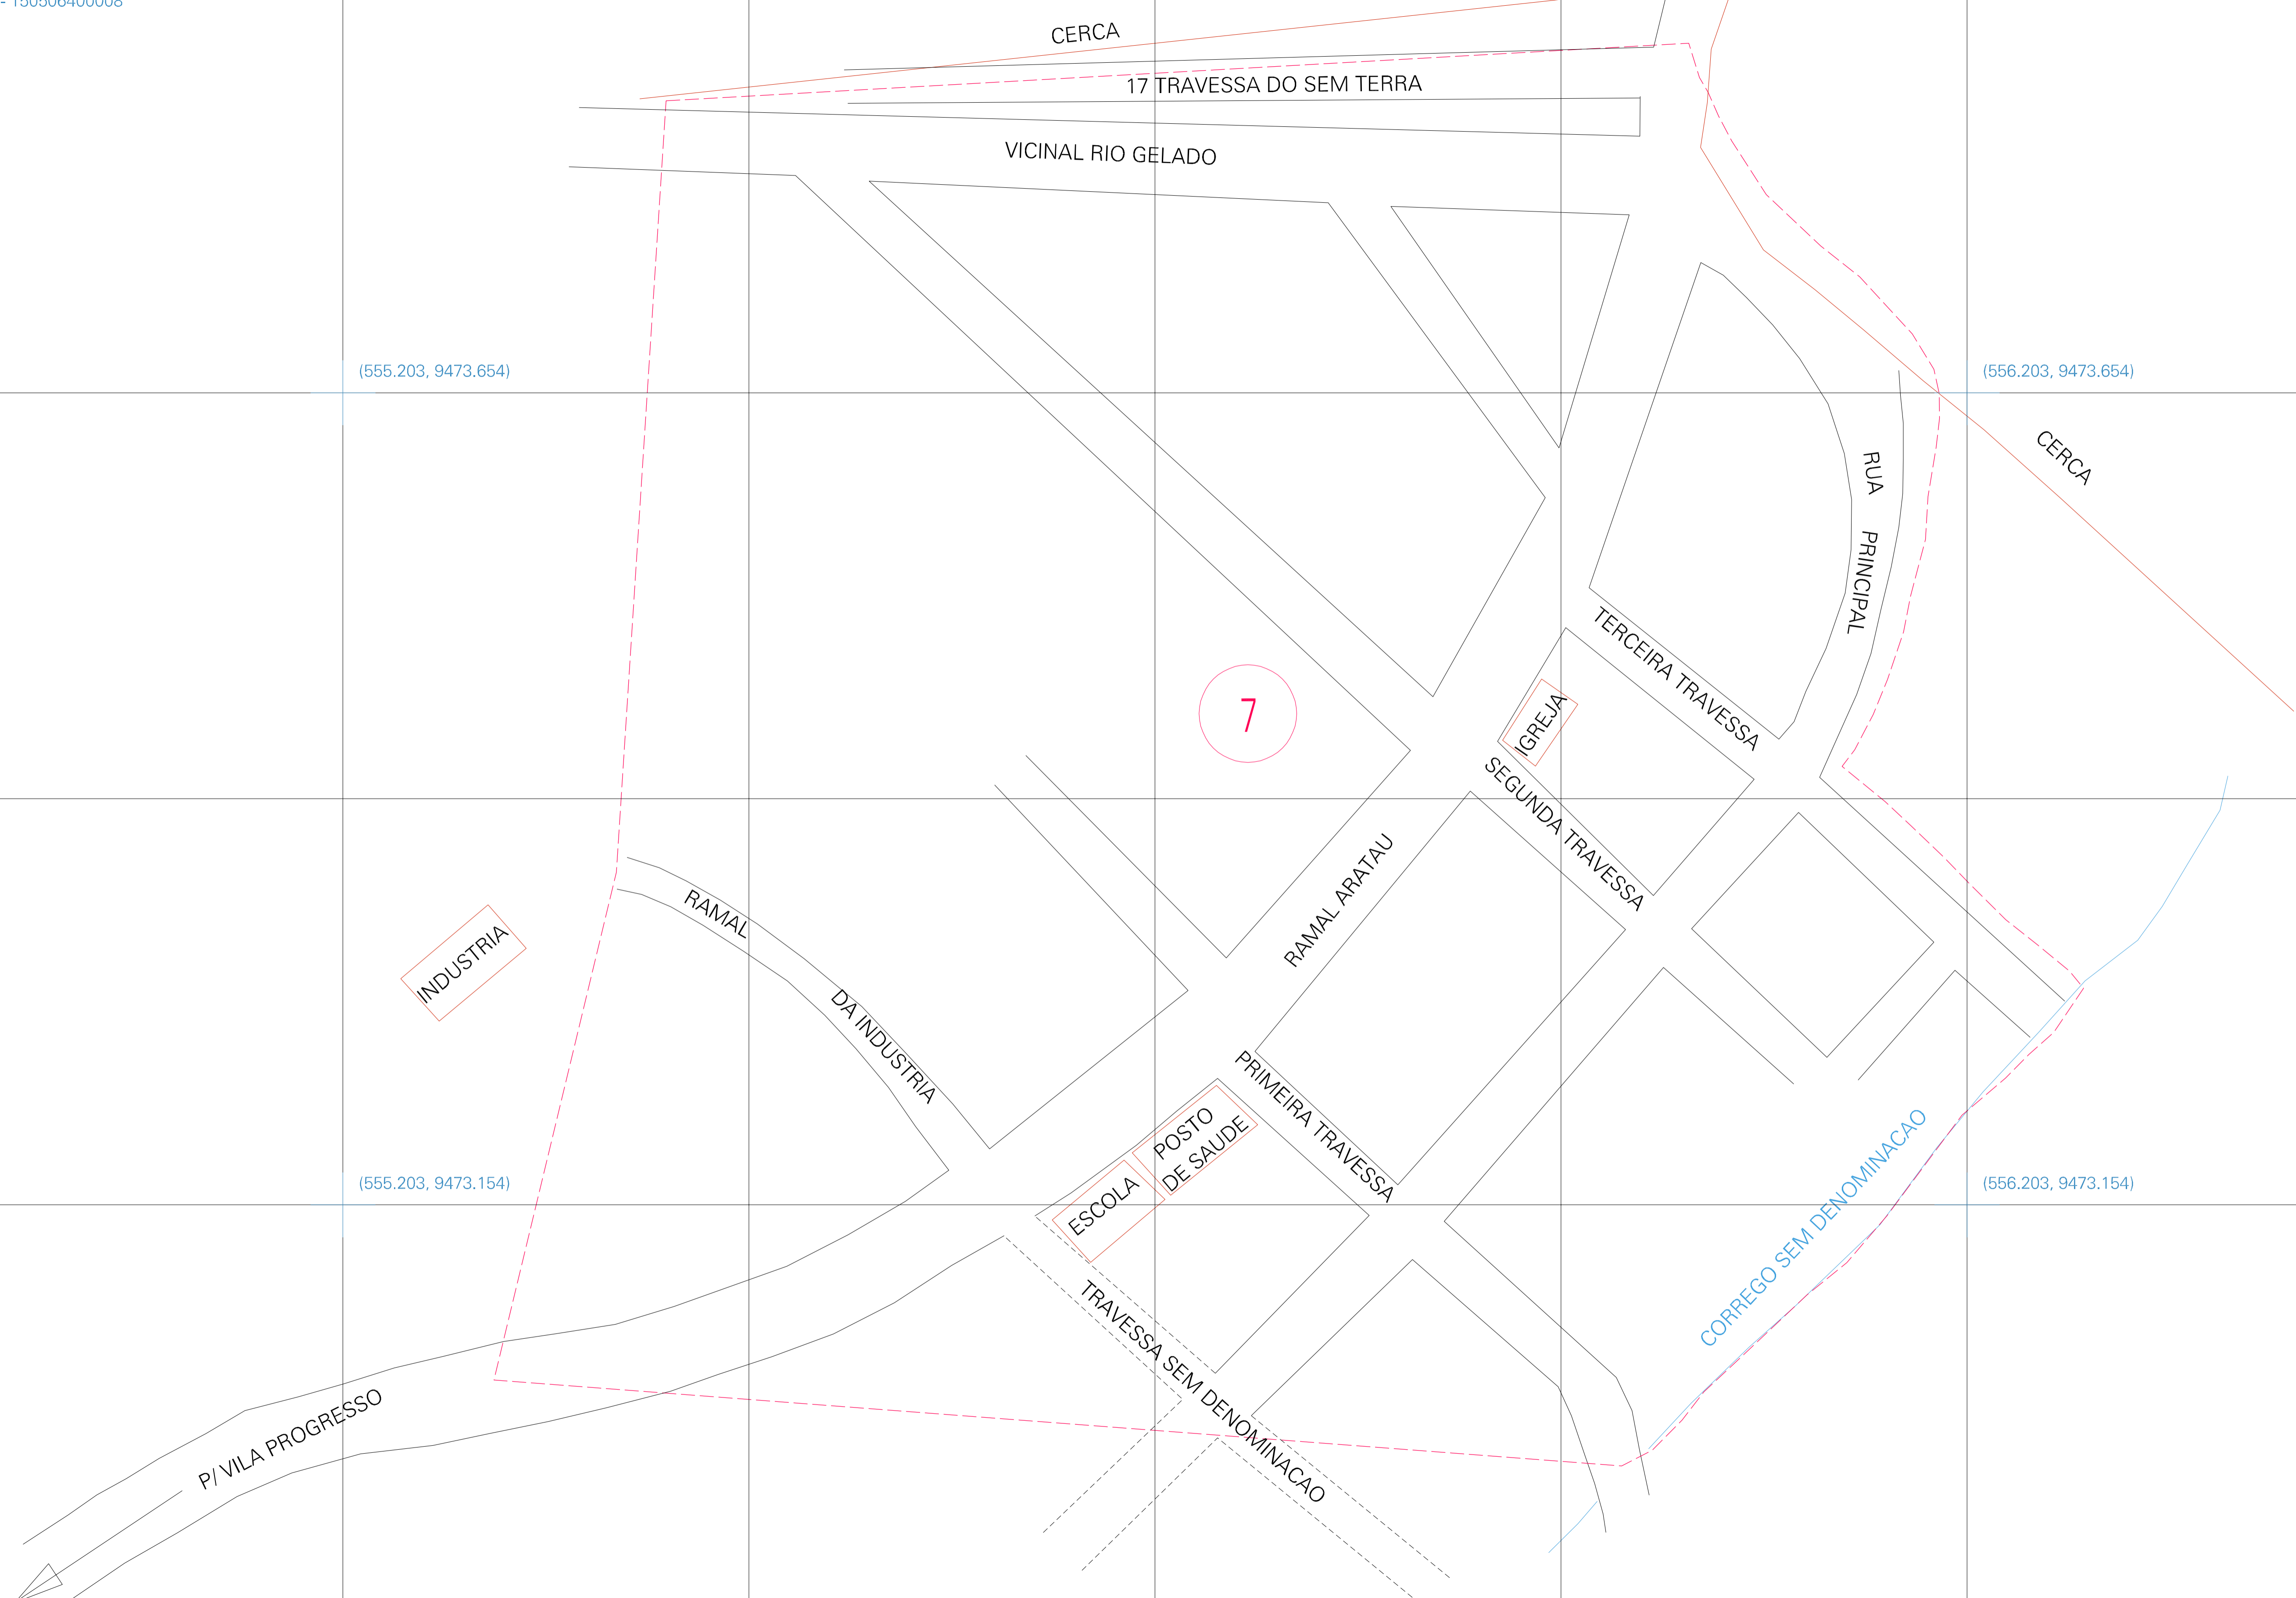 - 150506400008
CERCA
17 TRAVESSA DO SEM TERRA
VICINAL RIO GELADO
(555.203, 9473.654)
(556.203, 9473.654)
CERCA
RUA PRINCIPAL
TERCEIRA TRAVESSA
IGREJA
7
SEGUNDA TRAVESSA
RAMAL ARATAU
RAMAL DA INDUSTRIA
INDUSTRIA
PRIMEIRA TRAVESSA
POSTO
DE SAUDE
ESCOLA
(555.203, 9473.154)
(556.203, 9473.154)
CORREGO SEM DENOMINACAO
TRAVESSA SEM DENOMINACAO
P/ VILA PROGRESSO